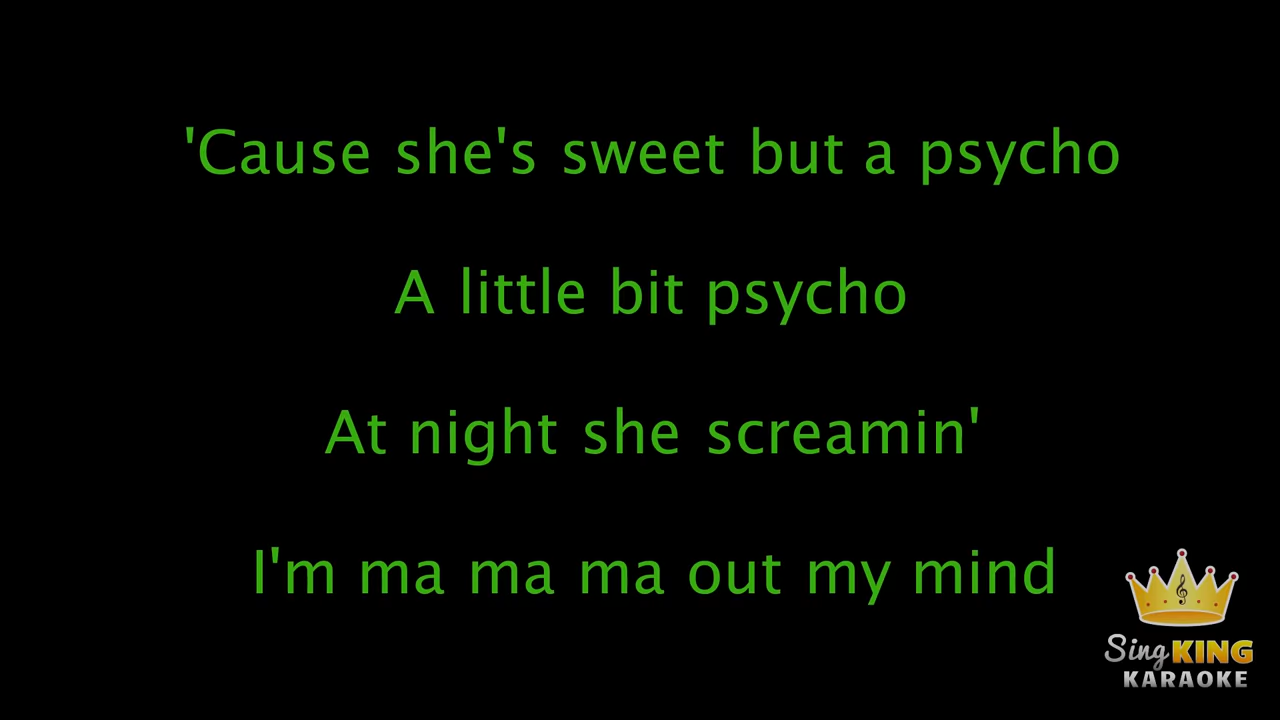 'Cause she's sweet but a psycho
A little bit psycho
At night she screamin'
I'm ma ma ma out my mind
Sing KING
KARAOKE